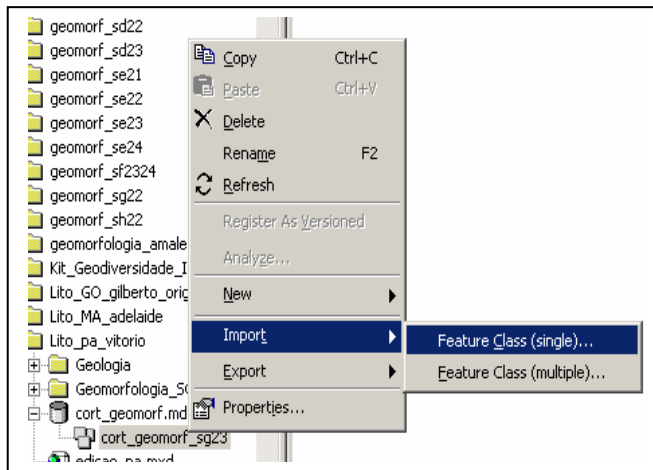 geomorf_sd22
geomorf_sd23
geomorf_se21
geomorf_se22
geomorf_se23
geomorf_se24
geomorf_sf2324
geomorf_sg22
geomorf_sh22
geomorfologia_amale
Kit_Geodiversidade_I
Lito_GO_gilberto_orig
Lito_MA_adelaide
Lito_pa_vitorio
Geologia
Geomorfologia_S
cort_geomorf.md
cort_geomorf_sg23
edicao_pa.mxd
Copy Ctrl+C
Paste Ctrl+V
Delete
Rename F2
Refresh
Register As Versioned
Analyze...
New
Import
Export
Properties...
Feature Class (single)...
Feature Class (multiple)...